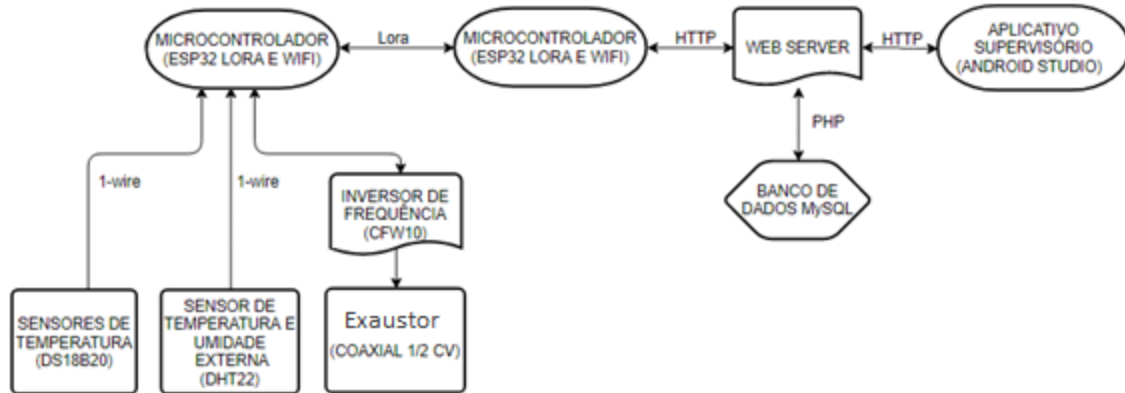 MICROCONTROLADOR
(ESP32 LORA E WIFI)
Lora
MICROCONTROLADOR
(ESP32 LORA E WIFI)
HTTP
WEB SERVER
HTTP
APLICATIVO
SUPERVISÓRIO
(ANDROID STUDIO)
PHP
BANCO DE
DADOS MySQL
1-wire
1-wire
INVERSOR DE
FREQUÊNCIA
(CFW10)
SENSORES DE
TEMPERATURA
(DS18B20)
SENSOR DE
TEMPERATURA E
UMIDADE
EXTERNA
(DHT22)
Exaustor
(COAXIAL 1/2 CV)